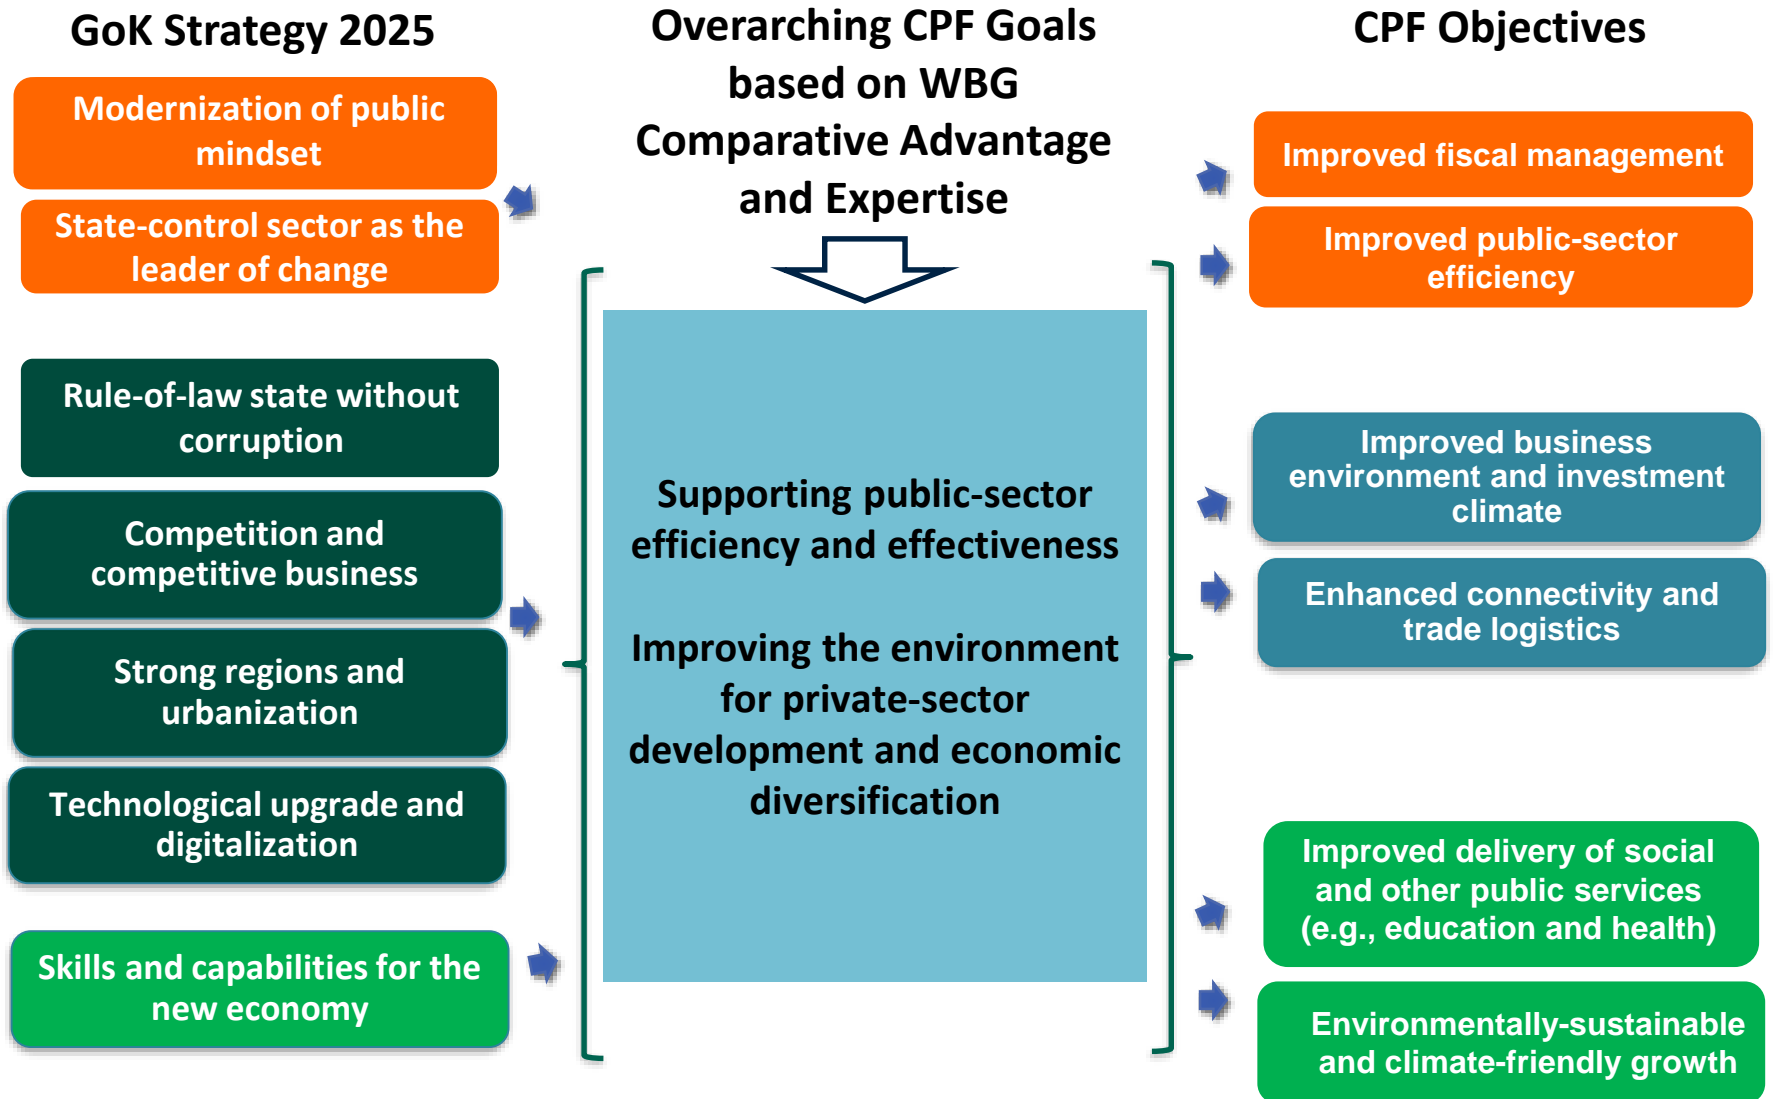 GoK Strategy 2025
Modernization of public
mindset
State-control sector as the
leader of change
Rule-of-law state without
corruption
Competition and
competitive business
Strong regions and
urbanization
Technological upgrade and
digitalization
Skills and capabilities for the
new economy
Overarching CPF Goals
based on WBG
Comparative Advantage
and Expertise
Supporting public-sector
efficiency and effectiveness
Improving the environment
for private-sector
development and economic
diversification
CPF Objectives
Improved fiscal management
Improved public-sector
efficiency
Improved business
environment and investment
climate
Enhanced connectivity and
trade logistics
Improved delivery of social
and other public services
(e.g., education and health)
Environmentally-sustainable
and climate-friendly growth